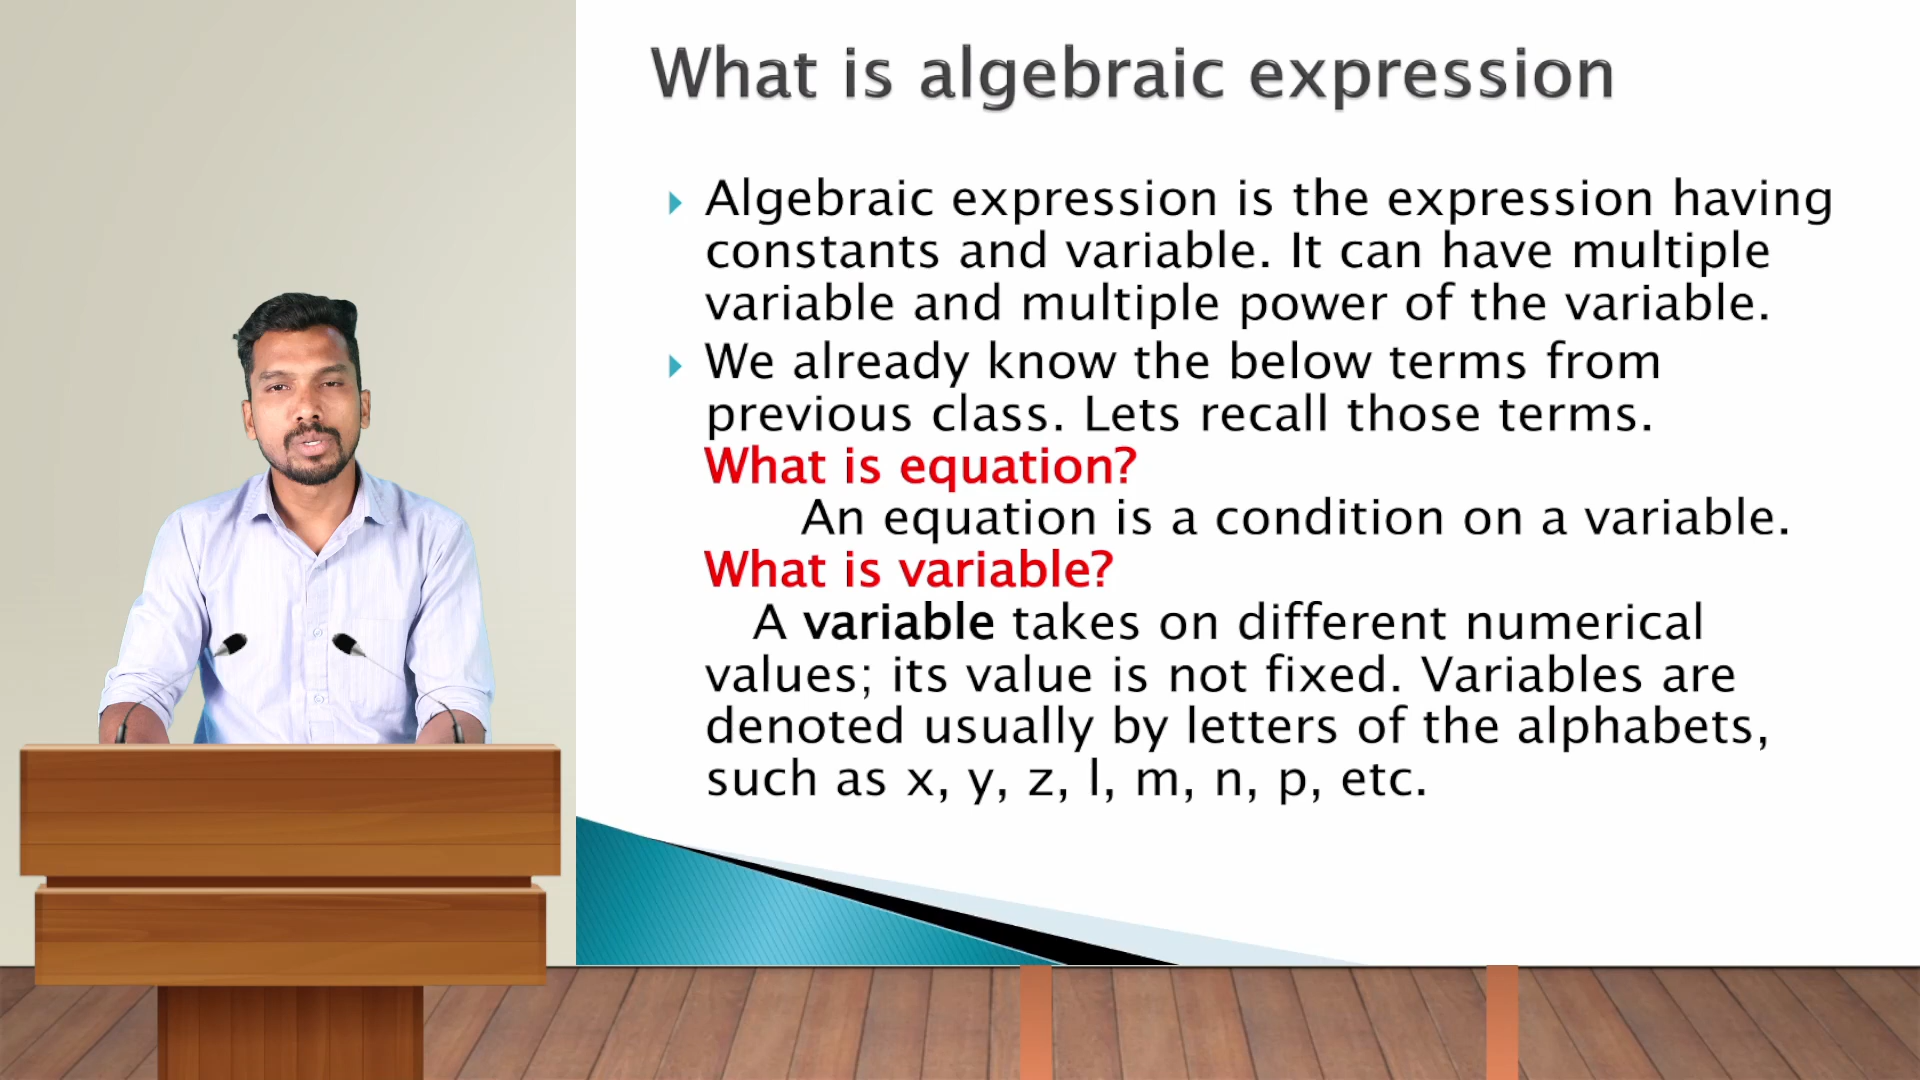 What is algebraic expression
Algebraic expression is the expression having
constants and variable. It can have multiple
variable and multiple power of the variable.
We already know the below terms from
previous class. Lets recall those terms.
What is equation?
An equation is a condition on a variable.
What is variable?
A variable takes on different numerical
values; its value is not fixed. Variables are
denoted usually by letters of the alphabets,
such as x, y, z, l, m, n, p, etc.